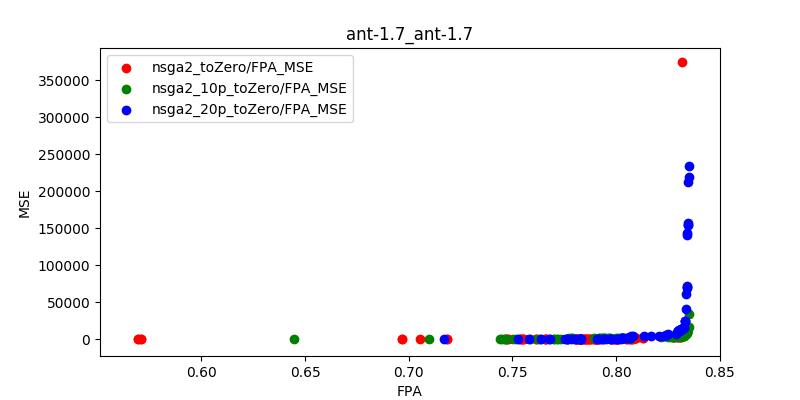 ant-1.7_ant-1.7
nsga2_toZero/FPA_MSE
nsga2_10p_toZero/FPA_MSE
nsga2_20p_toZero/FPA_MSE
MSE
350000
300000
250000
200000
150000
100000
50000
0
0.60 0.65 0.70 0.75 0.80 0.85
FPA